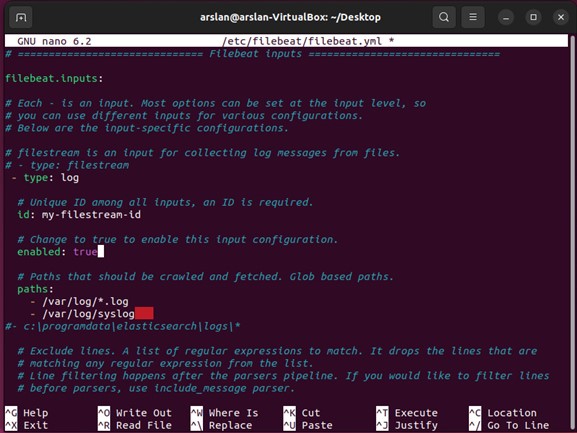 arslan@arslan-VirtualBox: ~/Desktop
GNU nano 6.2 /etc/filebeat/filebeat.yml *
# ============================== Filebeat inputs ===============================
filebeat.inputs:
# Each - is an input. Most options can be set at the input level, so
# you can use different inputs for various configurations.
# Below are the input-specific configurations.
# filestream is an input for collecting log messages from files.
# - type: filestream
- type: log
# Unique ID among all inputs, an ID is required.
id: my-filestream-id
# Change to true to enable this input configuration.
enabled: true
# Paths that should be crawled and fetched. Glob based paths.
paths:
- /var/log/*.log
- /var/log/syslog
#- c:\programdata\elasticsearch\logs\*
# Exclude lines. A list of regular expressions to match. It drops the lines that are
# matching any regular expression from the list.
# Line filtering happens after the parsers pipeline. If you would like to filter lines
# before parsers, use include_message parser.
^G Help ^O Write Out ^W Where Is ^K Cut ^T Execute ^C Location
^X Exit ^R Read File ^\ Replace ^U Paste ^J Justify ^/ Go To Line